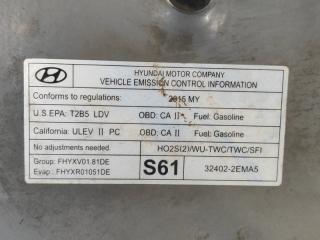 HYUNDAI MOTOR COMPANY
VEHICLE EMISSION CONTROL INFORMATION
Conforms to regulations: 2015 MY
U.S.EPA: T2B5 LDV OBD: CA II Fuel: Gasoline
California: ULEV II PC OBD: CA II Fuel: Gasoline
No adjustments needed. HO2S(2)/WU-TWC/TWC/SFI
Group: FHYXV01.81DE
Evap: FHYXR01051DE
S61
32402-2EMA5